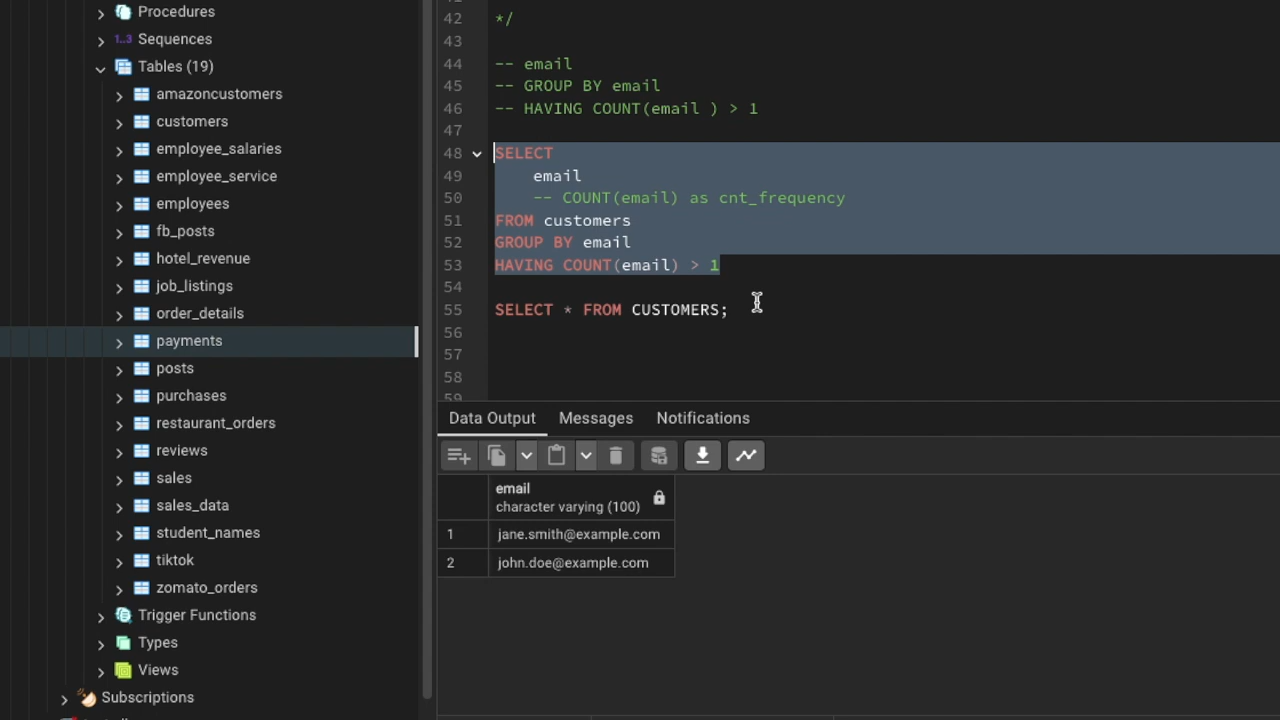 Procedures
1..3 Sequences
Tables (19)
amazoncustomers
customers
employee_salaries
employee_service
employees
fb_posts
hotel_revenue
job_listings
order_details
payments
posts
purchases
restaurant_orders
reviews
sales
sales_data
student_names
tiktok
zomato_orders
Trigger Functions
Types
Views
Subscriptions
42 */
43
44 -- email
45 -- GROUP BY email
46 -- HAVING COUNT(email ) > 1
47
48 SELECT
49 email
50 -- COUNT(email) as cnt_frequency
51 FROM customers
52 GROUP BY email
53 HAVING COUNT(email) > 1
54
55 SELECT * FROM CUSTOMERS;
56
57
58
59
Data Output Messages Notifications
email
character varying (100)
1 jane.smith@example.com
2 john.doe@example.com